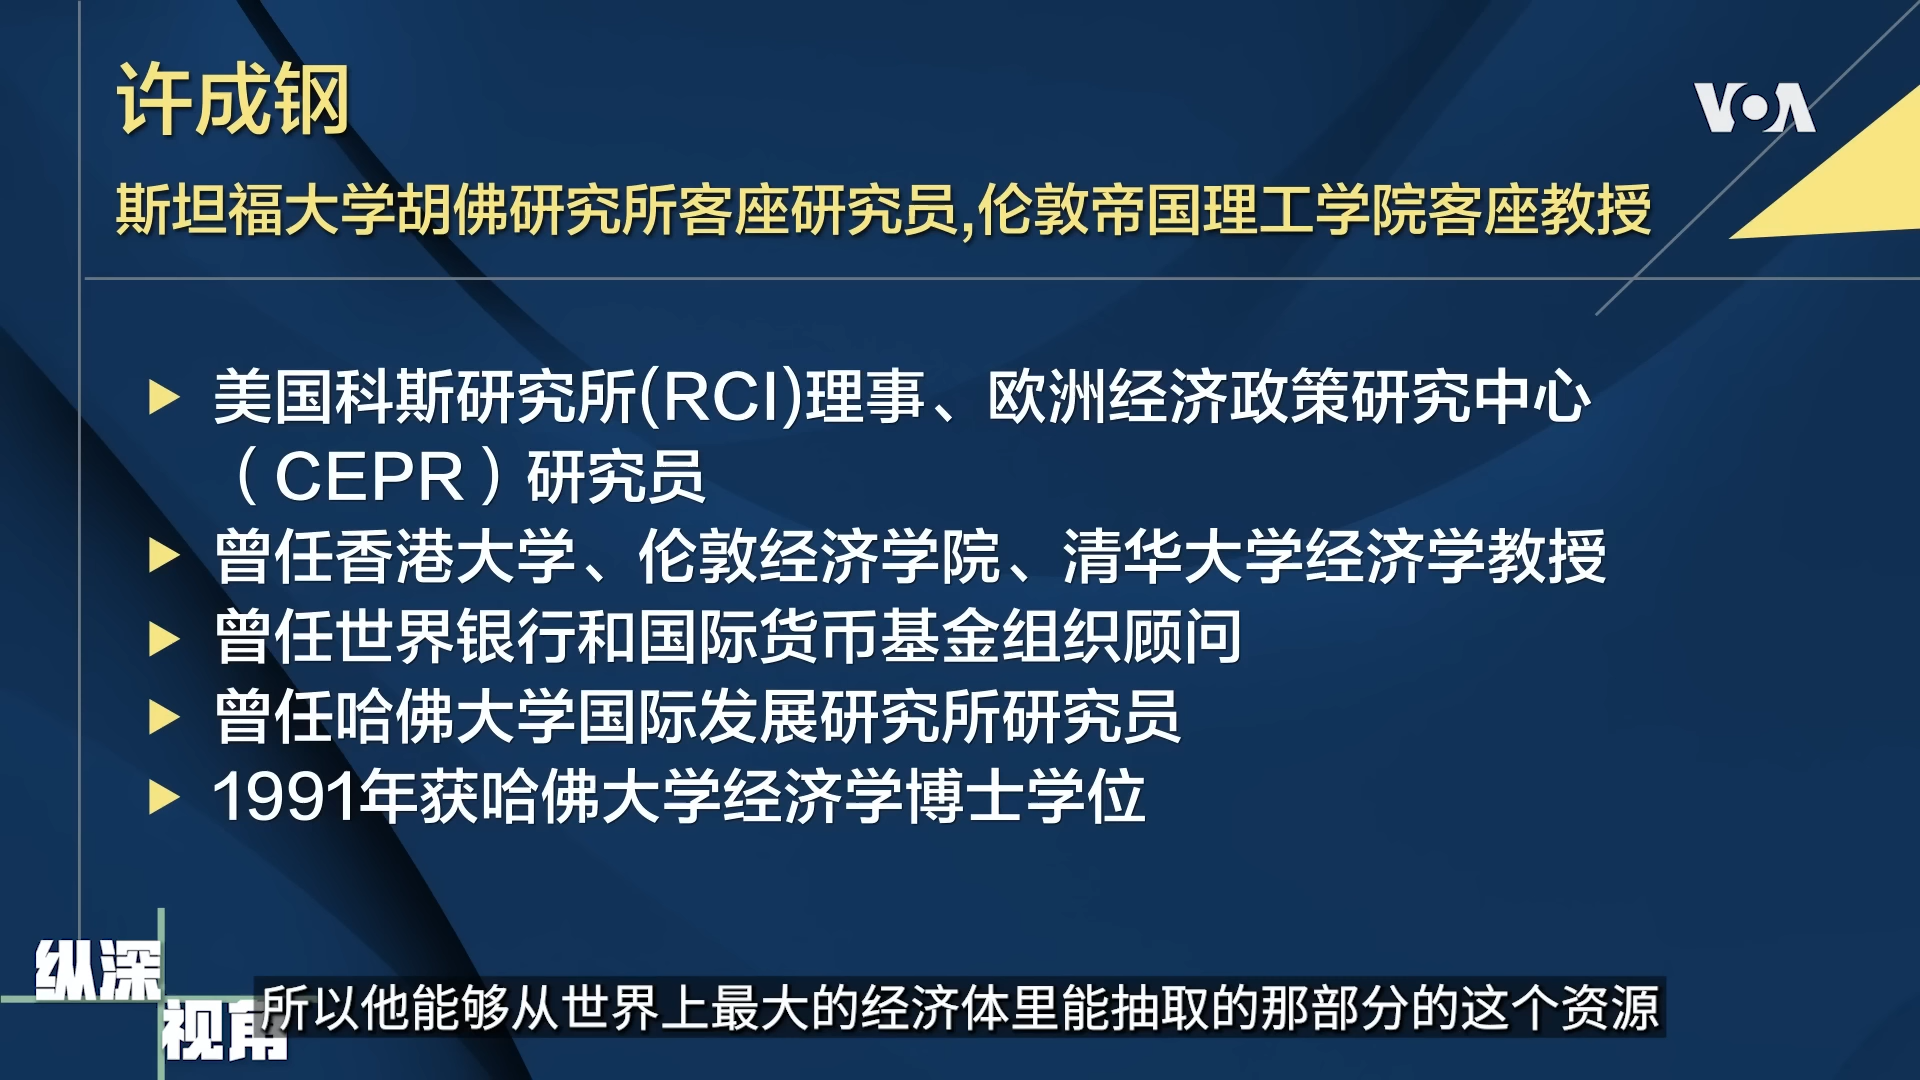 许成钢
VOA
斯坦福大学胡佛研究所客座研究员,伦敦帝国理工学院客座教授
美国科斯研究所(RCI)理事、欧洲经济政策研究中心
（CEPR）研究员
曾任香港大学、伦敦经济学院、清华大学经济学教授
曾任世界银行和国际货币基金组织顾问
曾任哈佛大学国际发展研究所研究员
1991年获哈佛大学经济学博士学位
纵深
视角
所以他能够从世界上最大的经济体里能抽取的那部分的这个资源